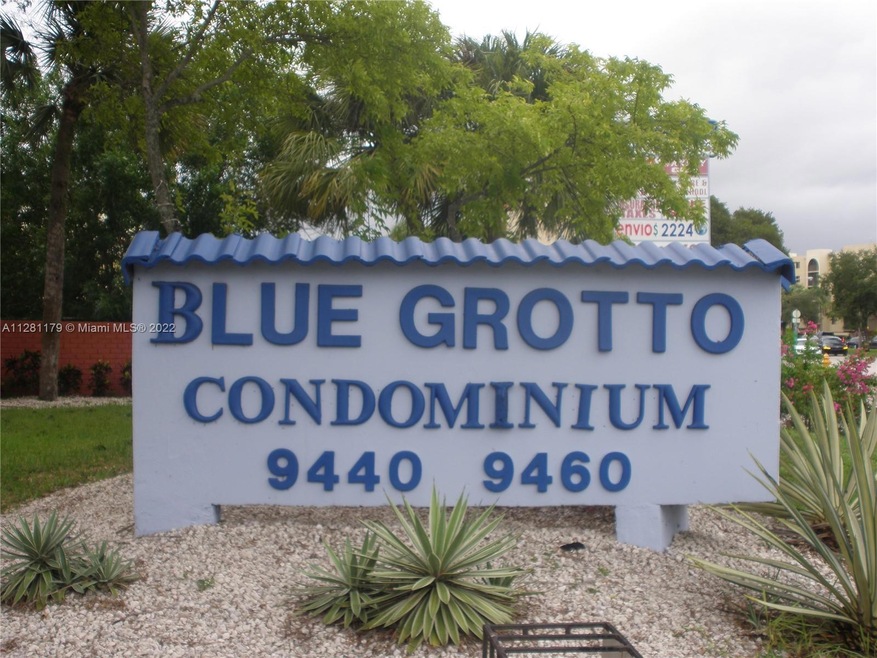 BLUE GROTTO
CONDOMINIUM
9440 9460
envios 2224
A11281179 © Miami MLS® 2022